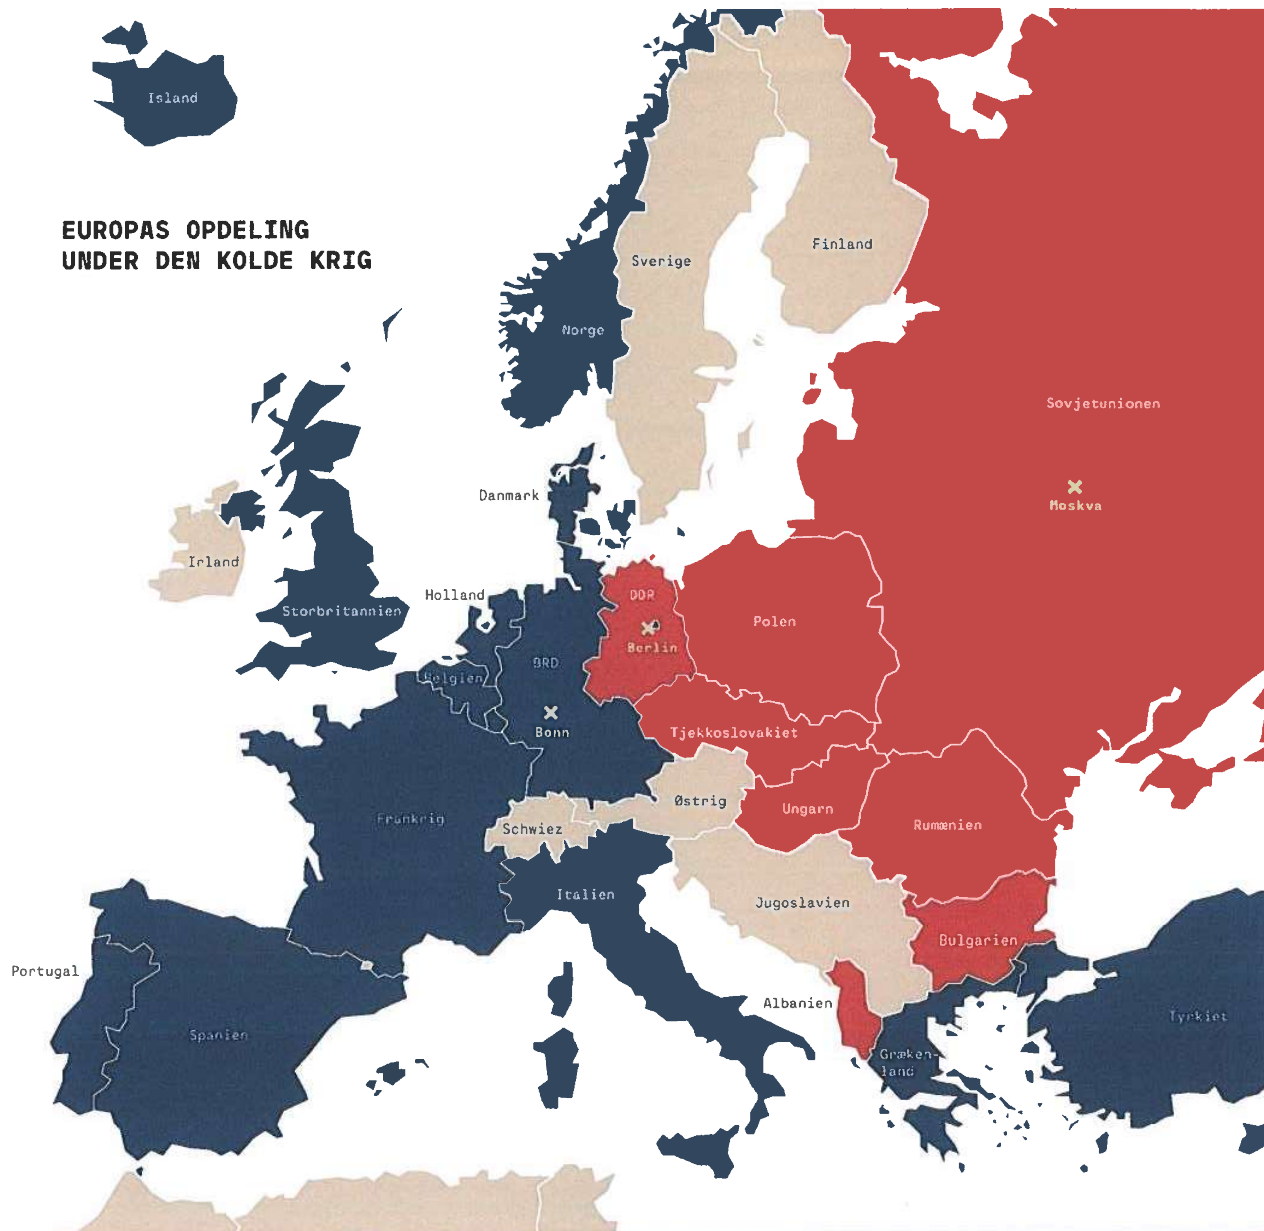 Island
EUROPAS OPDELING
UNDER DEN KOLDE KRIG
Finland
Sverige
Norge
Sovjetunionen
Moskva
Danmark
Irland
Holland
Storbritannien
DDR
Polen
Berlin
BRD
Belgien
Bonn
Tjekkoslovakiet
Østrig
Ungarn
Frankrig
Schwiez
Rumænien
Italien
Jugoslavien
Bulgarien
Portugal
Albanien
Spanien
Tyrkiet
Græken-
land